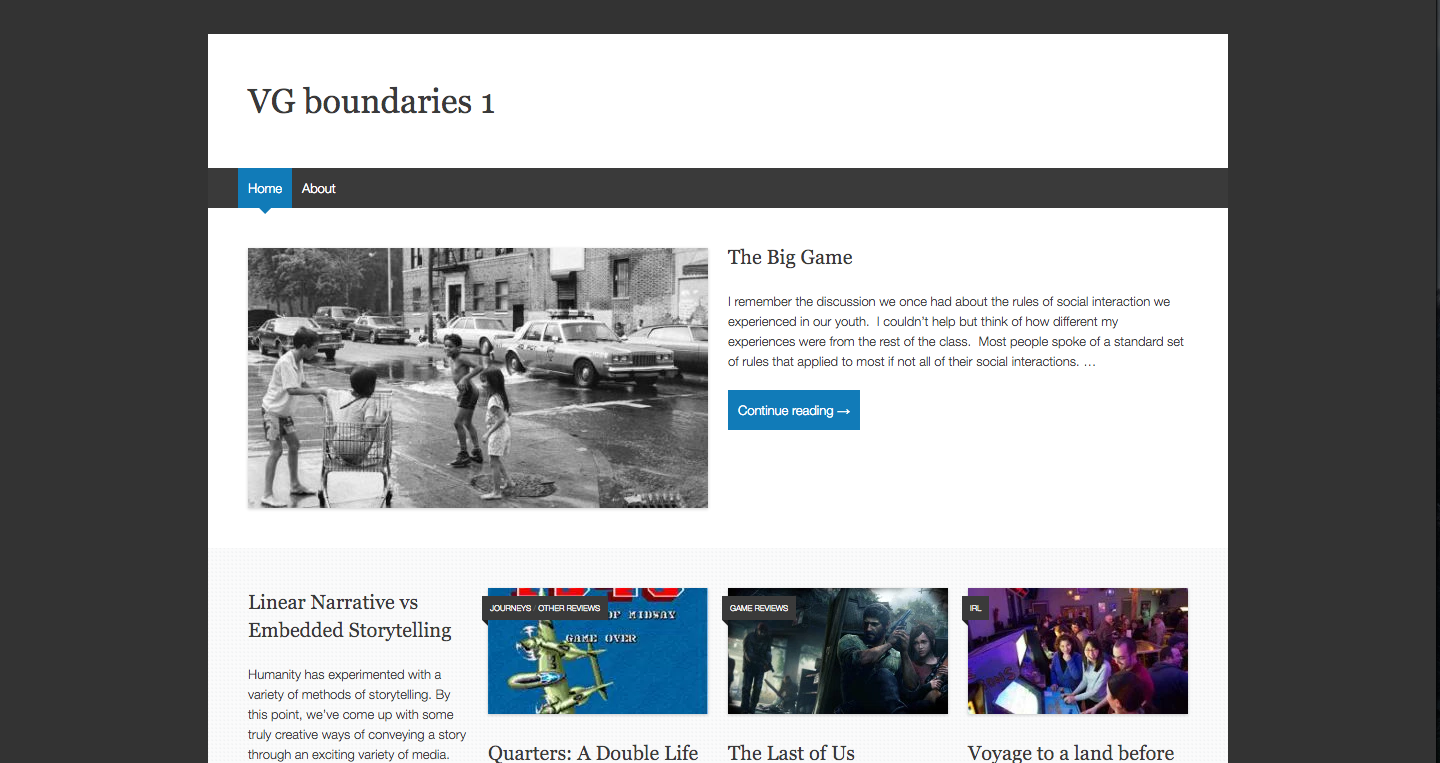 VG boundaries 1
Home
About
The Big Game
I remember the discussion we once had about the rules of social interaction we
experienced in our youth.  I couldn't help but think of how different my
experiences were from the rest of the class.  Most people spoke of a standard set
of rules that applied to most if not all of their social interactions. …
Continue reading →
Linear Narrative vs
Embedded Storytelling
Humanity has experimented with a
variety of methods of storytelling. By
this point, we've come up with some
truly creative ways of conveying a story
through an exciting variety of media.
JOURNEYS / OTHER REVIEWS
OF MIDWAY
GAME OVER
Quarters: A Double Life
GAME REVIEWS
The Last of Us
IRL
Voyage to a land before